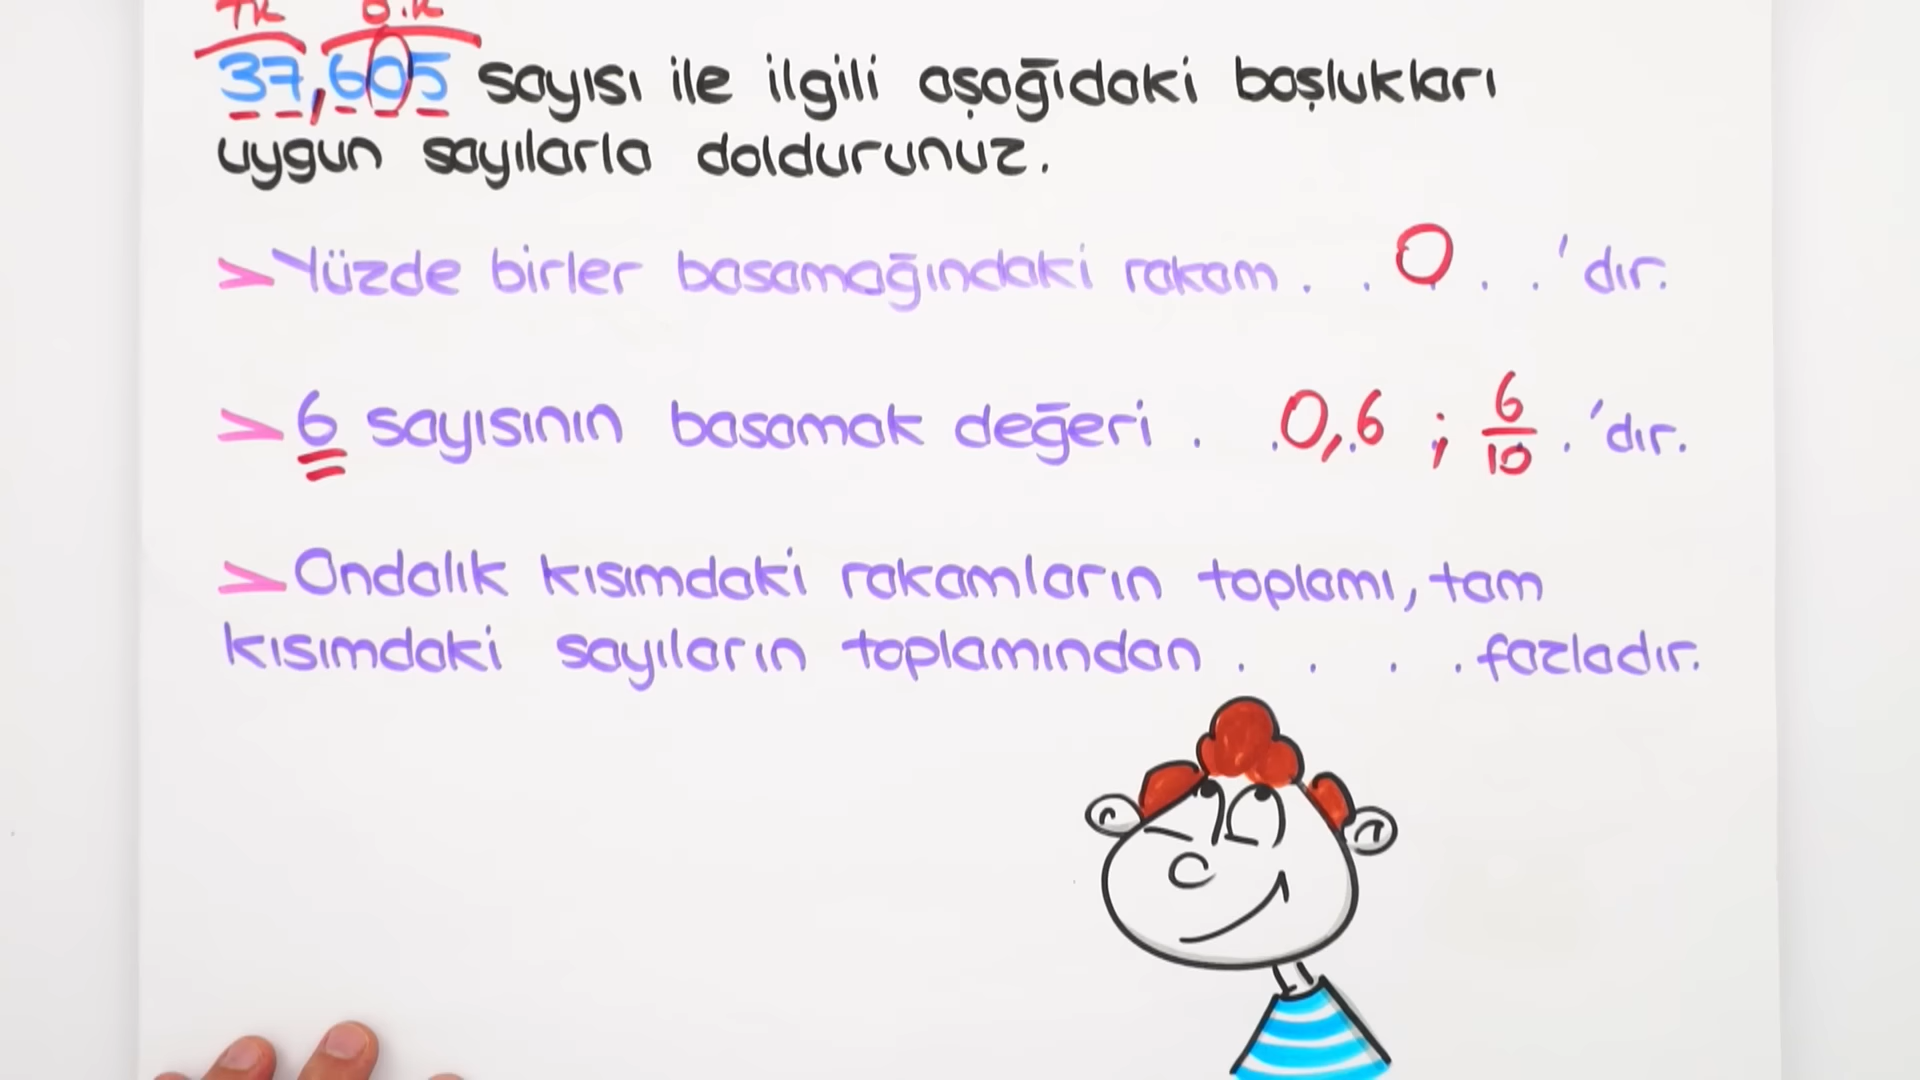 TK O.K
37,605 sayısı ile ilgili aşağıdaki boşlukları
uygun sayılarla doldurunuz.
> Yüzde birler basamağındaki rakam . . 0 . . 'dır.
> 6 sayısının basamak değeri . . 0,6 ; 6/10 . 'dır.
> Ondalık kısımdaki rakamların toplamı, tam
kısımdaki sayıların toplamından . . . . fazladır.